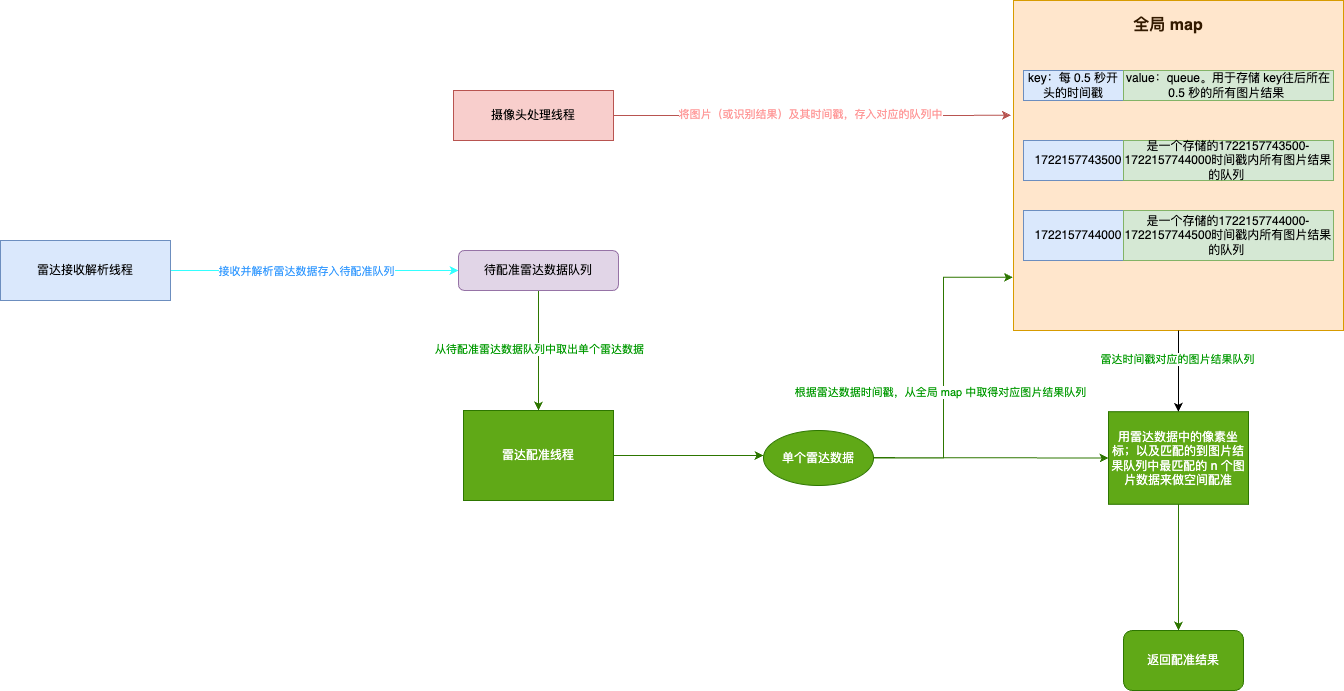 全局 map
key：每 0.5 秒开
头的时间戳
value：queue。用于存储 key往后所在
0.5 秒的所有图片结果
摄像头处理线程
将图片（或识别结果）及其时间戳，存入对应的队列中
1722157743500
是一个存储的1722157743500-
1722157744000时间戳内所有图片结果
的队列
1722157744000
是一个存储的1722157744000-
1722157744500时间戳内所有图片结果
的队列
雷达接收解析线程
接收并解析雷达数据存入待配准队列
待配准雷达数据队列
从待配准雷达数据队列中取出单个雷达数据
雷达时间戳对应的图片结果队列
根据雷达数据时间戳，从全局 map 中取得对应图片结果队列
雷达配准线程
单个雷达数据
用雷达数据中的像素坐
标；以及匹配的到图片结
果队列中最匹配的 n 个图
片数据来做空间配准
返回配准结果